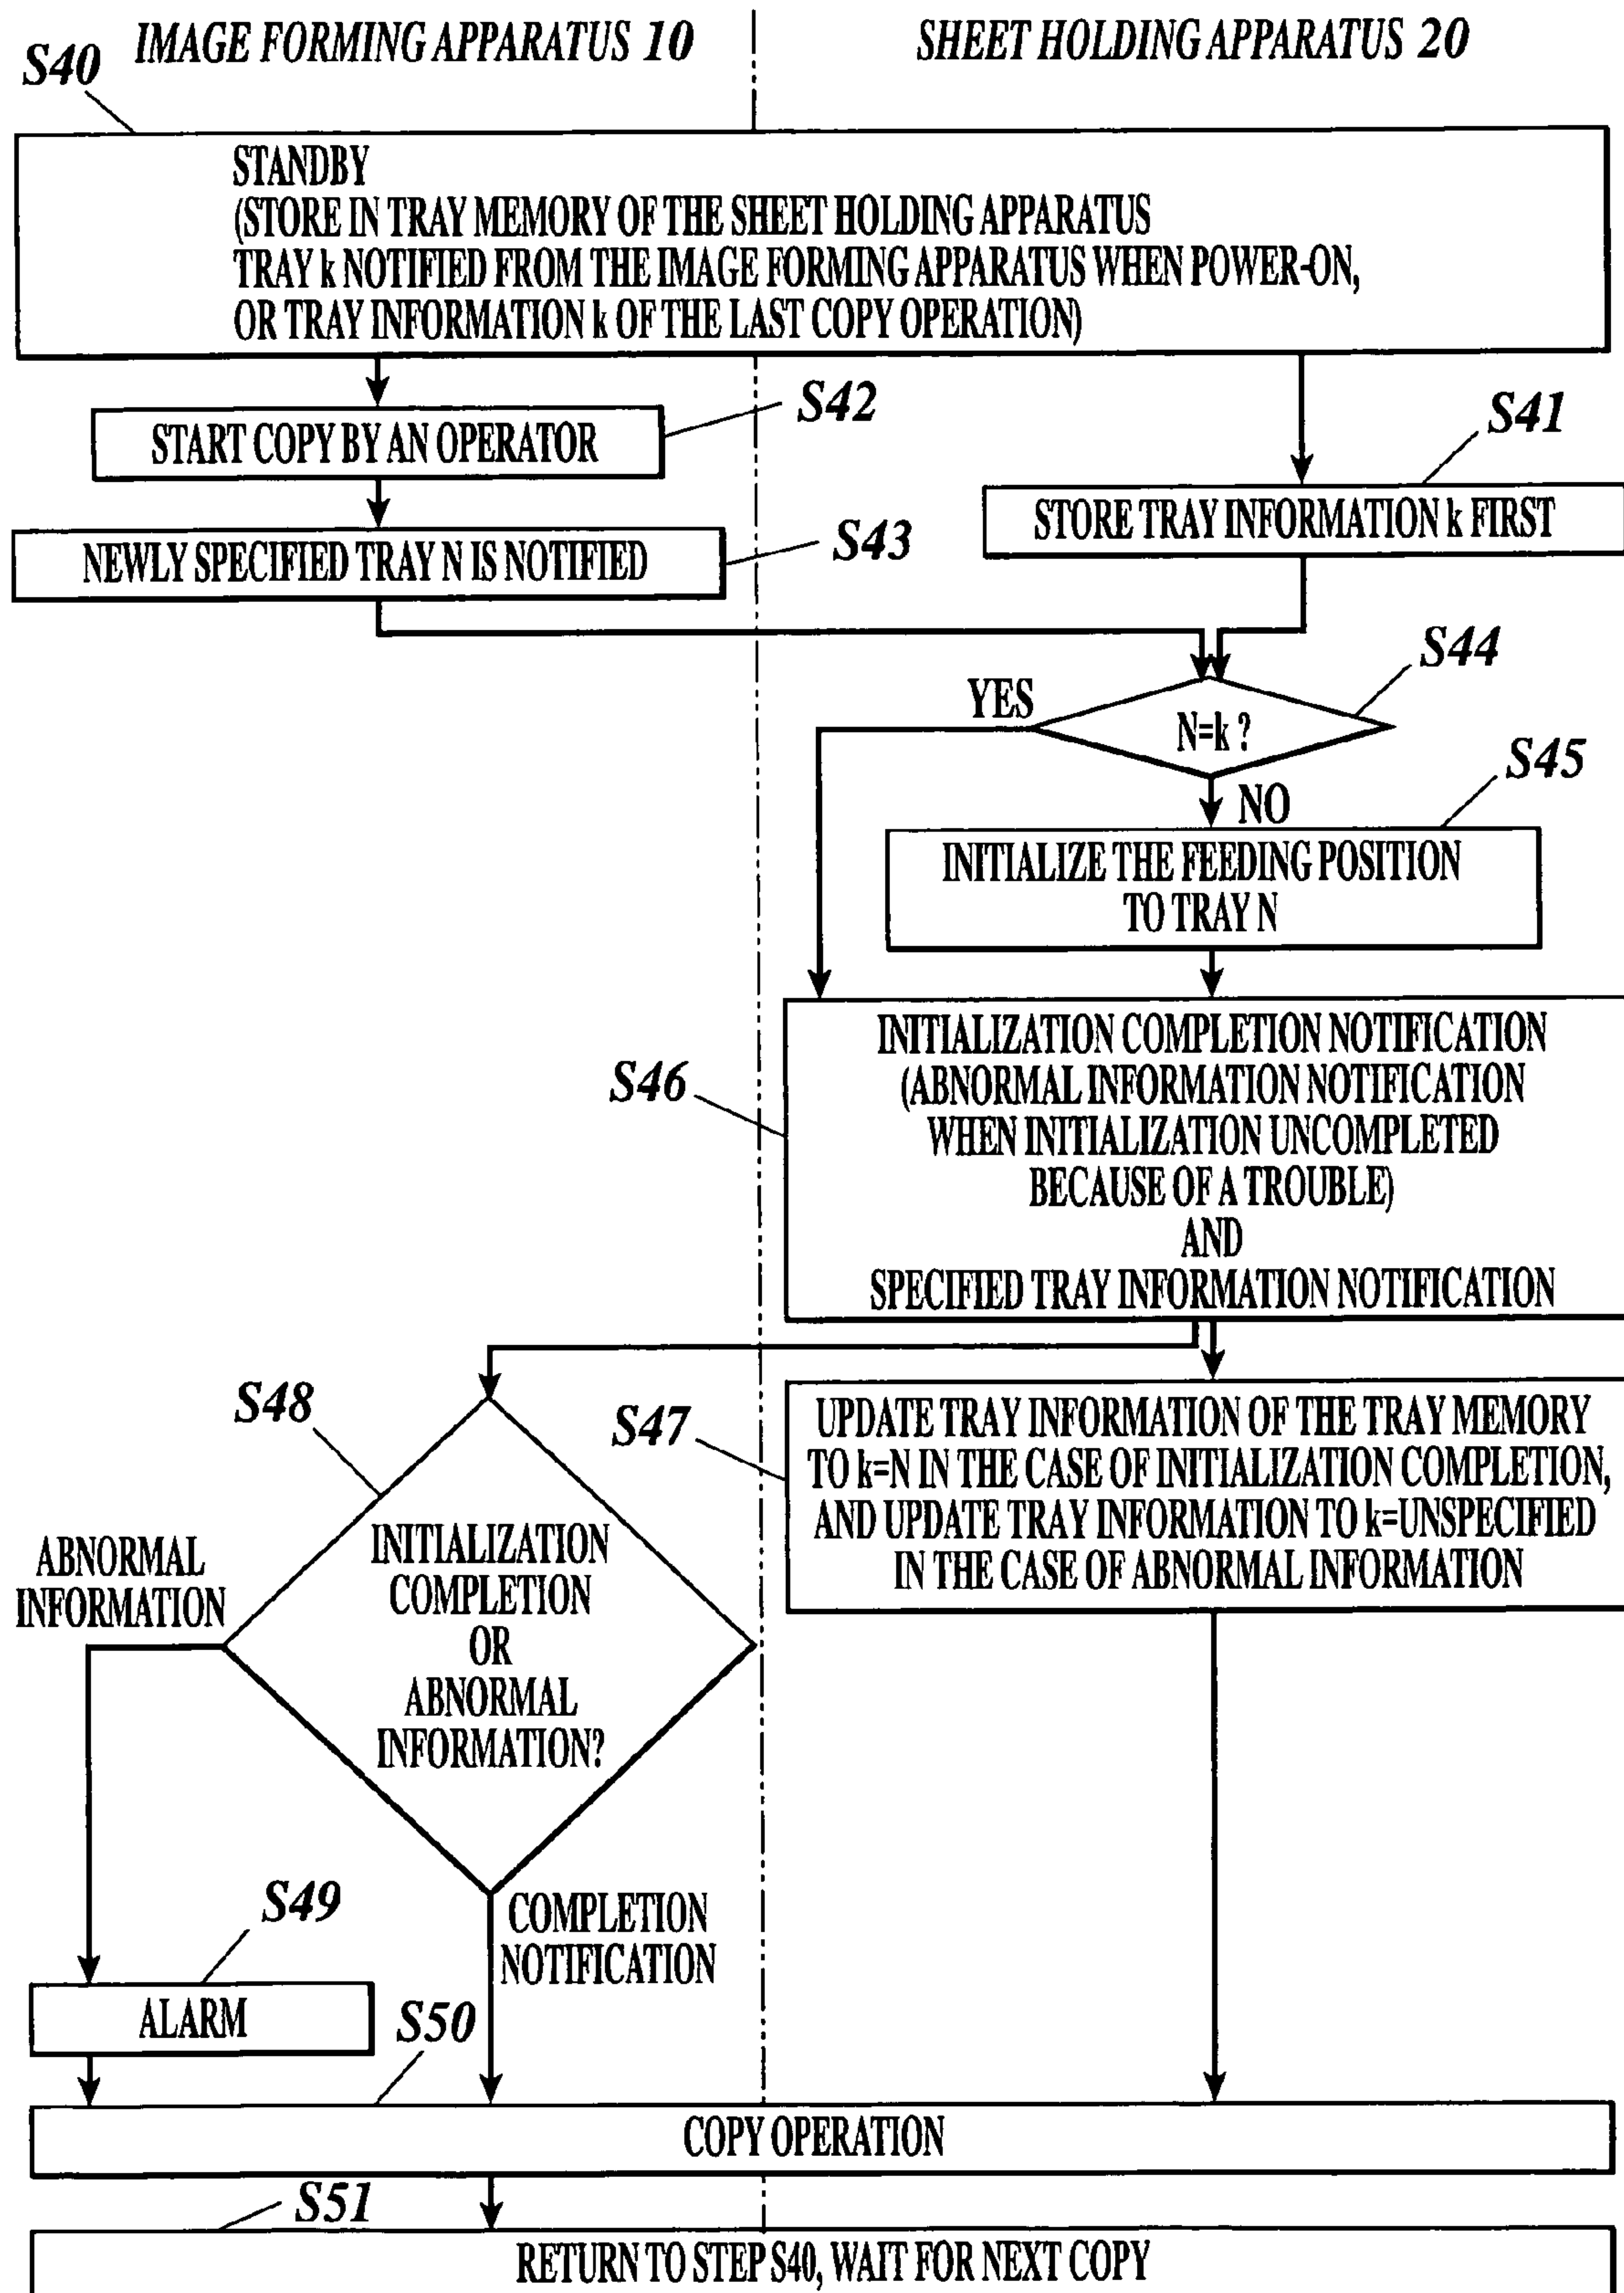 IMAGE FORMING APPARATUS 10
SHEET HOLDING APPARATUS 20
S40
STANDBY
(STORE IN TRAY MEMORY OF THE SHEET HOLDING APPARATUS
TRAY k NOTIFIED FROM THE IMAGE FORMING APPARATUS WHEN POWER-ON,
OR TRAY INFORMATION k OF THE LAST COPY OPERATION)
S42
START COPY BY AN OPERATOR
S41
STORE TRAY INFORMATION k FIRST
S43
NEWLY SPECIFIED TRAY N IS NOTIFIED
S44
YES
N=k ?
NO
S45
INITIALIZE THE FEEDING POSITION
TO TRAY N
S46
INITIALIZATION COMPLETION NOTIFICATION
(ABNORMAL INFORMATION NOTIFICATION
WHEN INITIALIZATION UNCOMPLETED
BECAUSE OF A TROUBLE)
AND
SPECIFIED TRAY INFORMATION NOTIFICATION
S47
UPDATE TRAY INFORMATION OF THE TRAY MEMORY
TO k=N IN THE CASE OF INITIALIZATION COMPLETION,
AND UPDATE TRAY INFORMATION TO k=UNSPECIFIED
IN THE CASE OF ABNORMAL INFORMATION
S48
INITIALIZATION
COMPLETION
OR
ABNORMAL
INFORMATION?
ABNORMAL
INFORMATION
COMPLETION
NOTIFICATION
S49
ALARM
S50
COPY OPERATION
S51
RETURN TO STEP S40, WAIT FOR NEXT COPY